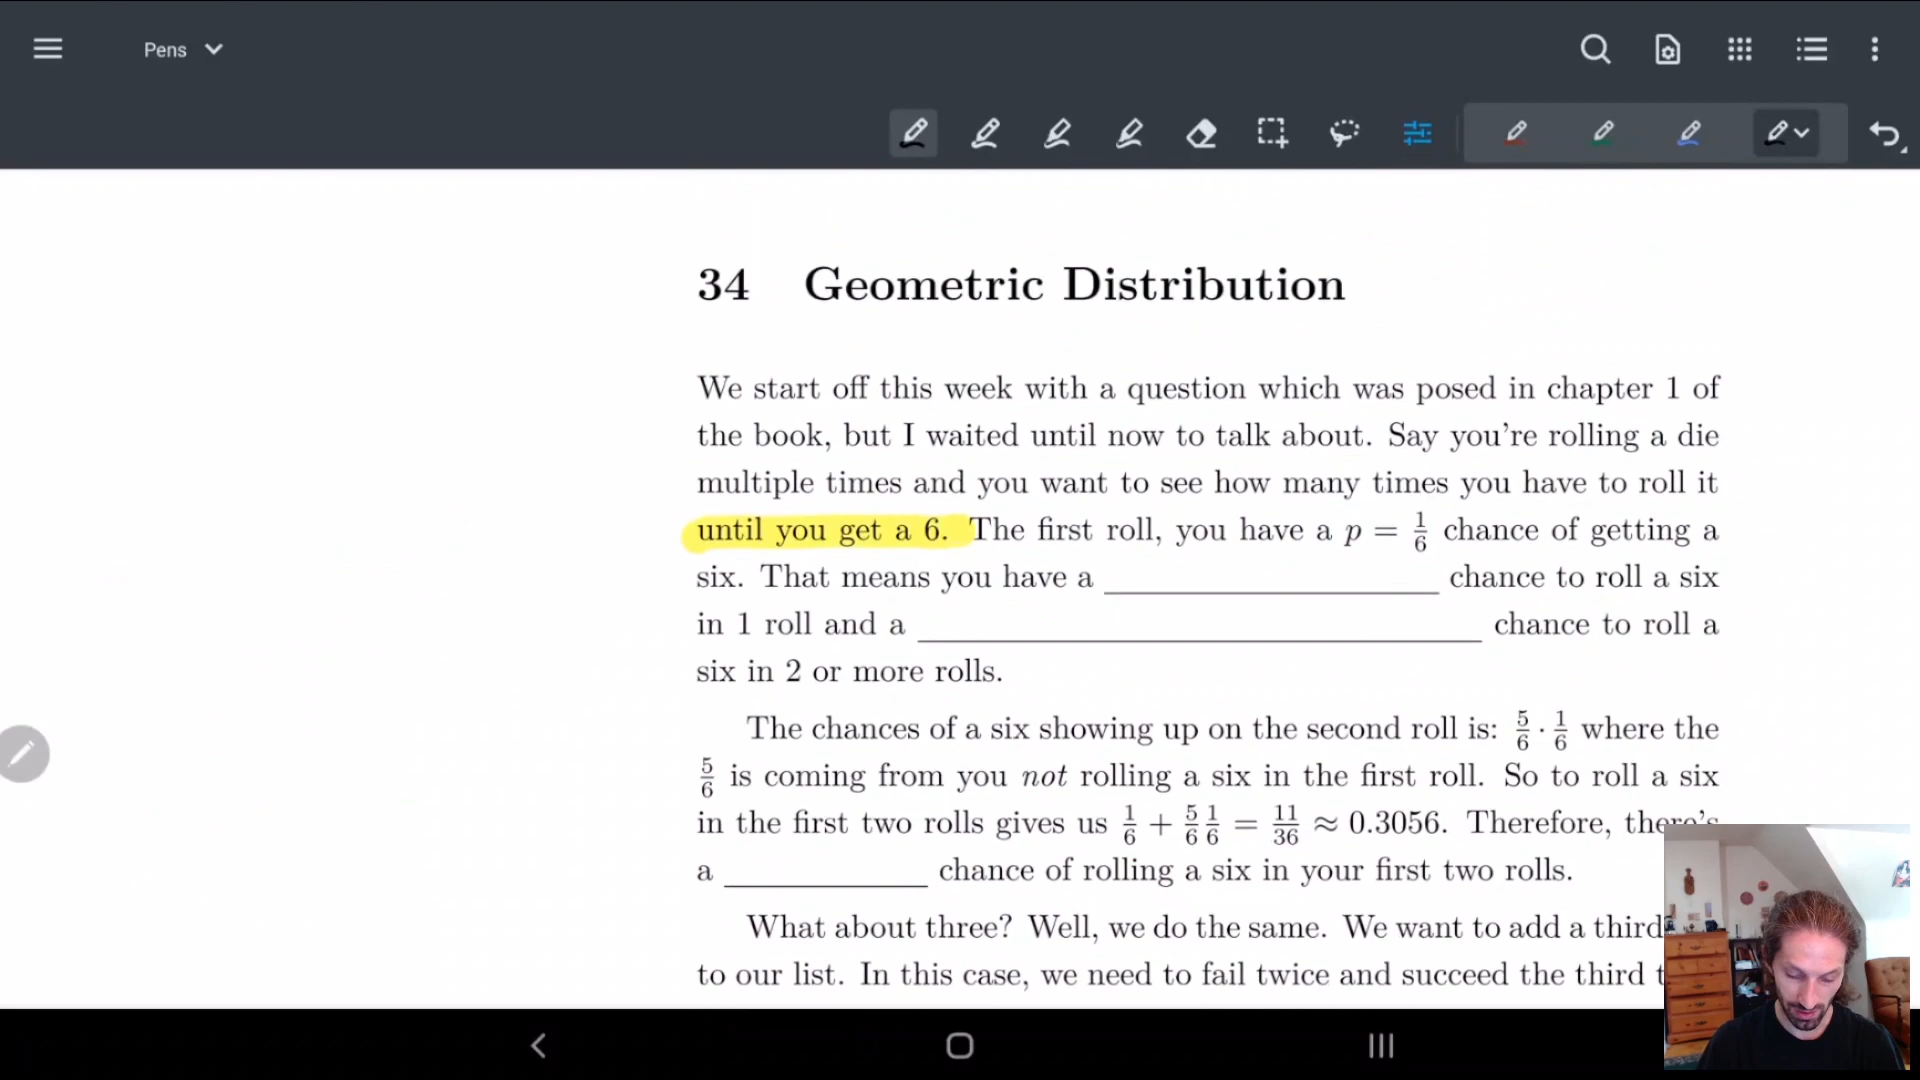 Pens
34 Geometric Distribution
We start off this week with a question which was posed in chapter 1 of
the book, but I waited until now to talk about. Say you're rolling a die
multiple times and you want to see how many times you have to roll it
until you get a 6. The first roll, you have a p = 1/6 chance of getting a
six. That means you have a ____________ chance to roll a six
in 1 roll and a ____________________ chance to roll a
six in 2 or more rolls.
The chances of a six showing up on the second roll is: 5/6 · 1/6 where the
5/6 is coming from you not rolling a six in the first roll. So to roll a six
in the first two rolls gives us 1/6 + 5/6 1/6 = 11/36 ≈ 0.3056. Therefore, there's
a ________ chance of rolling a six in your first two rolls.
What about three? Well, we do the same. We want to add a third
to our list. In this case, we need to fail twice and succeed the third